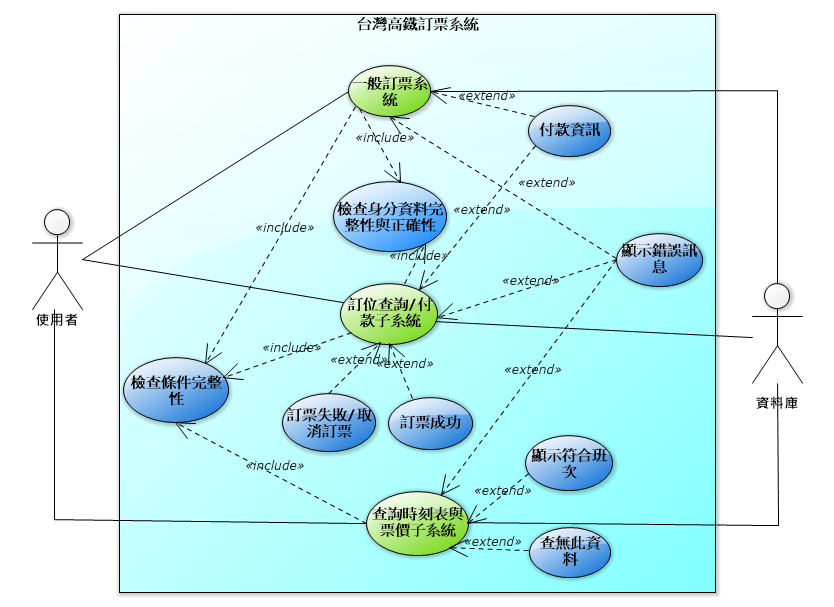 台灣高鐵訂票系統
一般訂票系
統
«extend»
付款資訊
«include»
«extend»
檢查身分資料完
整性與正確性
«extend»
«include»
«include»
顯示錯誤訊
息
«extend»
訂位查詢/付
款子系統
使用者
«include»
«extend»
«extend»
«extend»
檢查條件完整
性
資料庫
訂票失敗/取
消訂票
訂票成功
«include»
顯示符合班
次
«extend»
查詢時刻表與
票價子系統
«extend»
查無此資
料